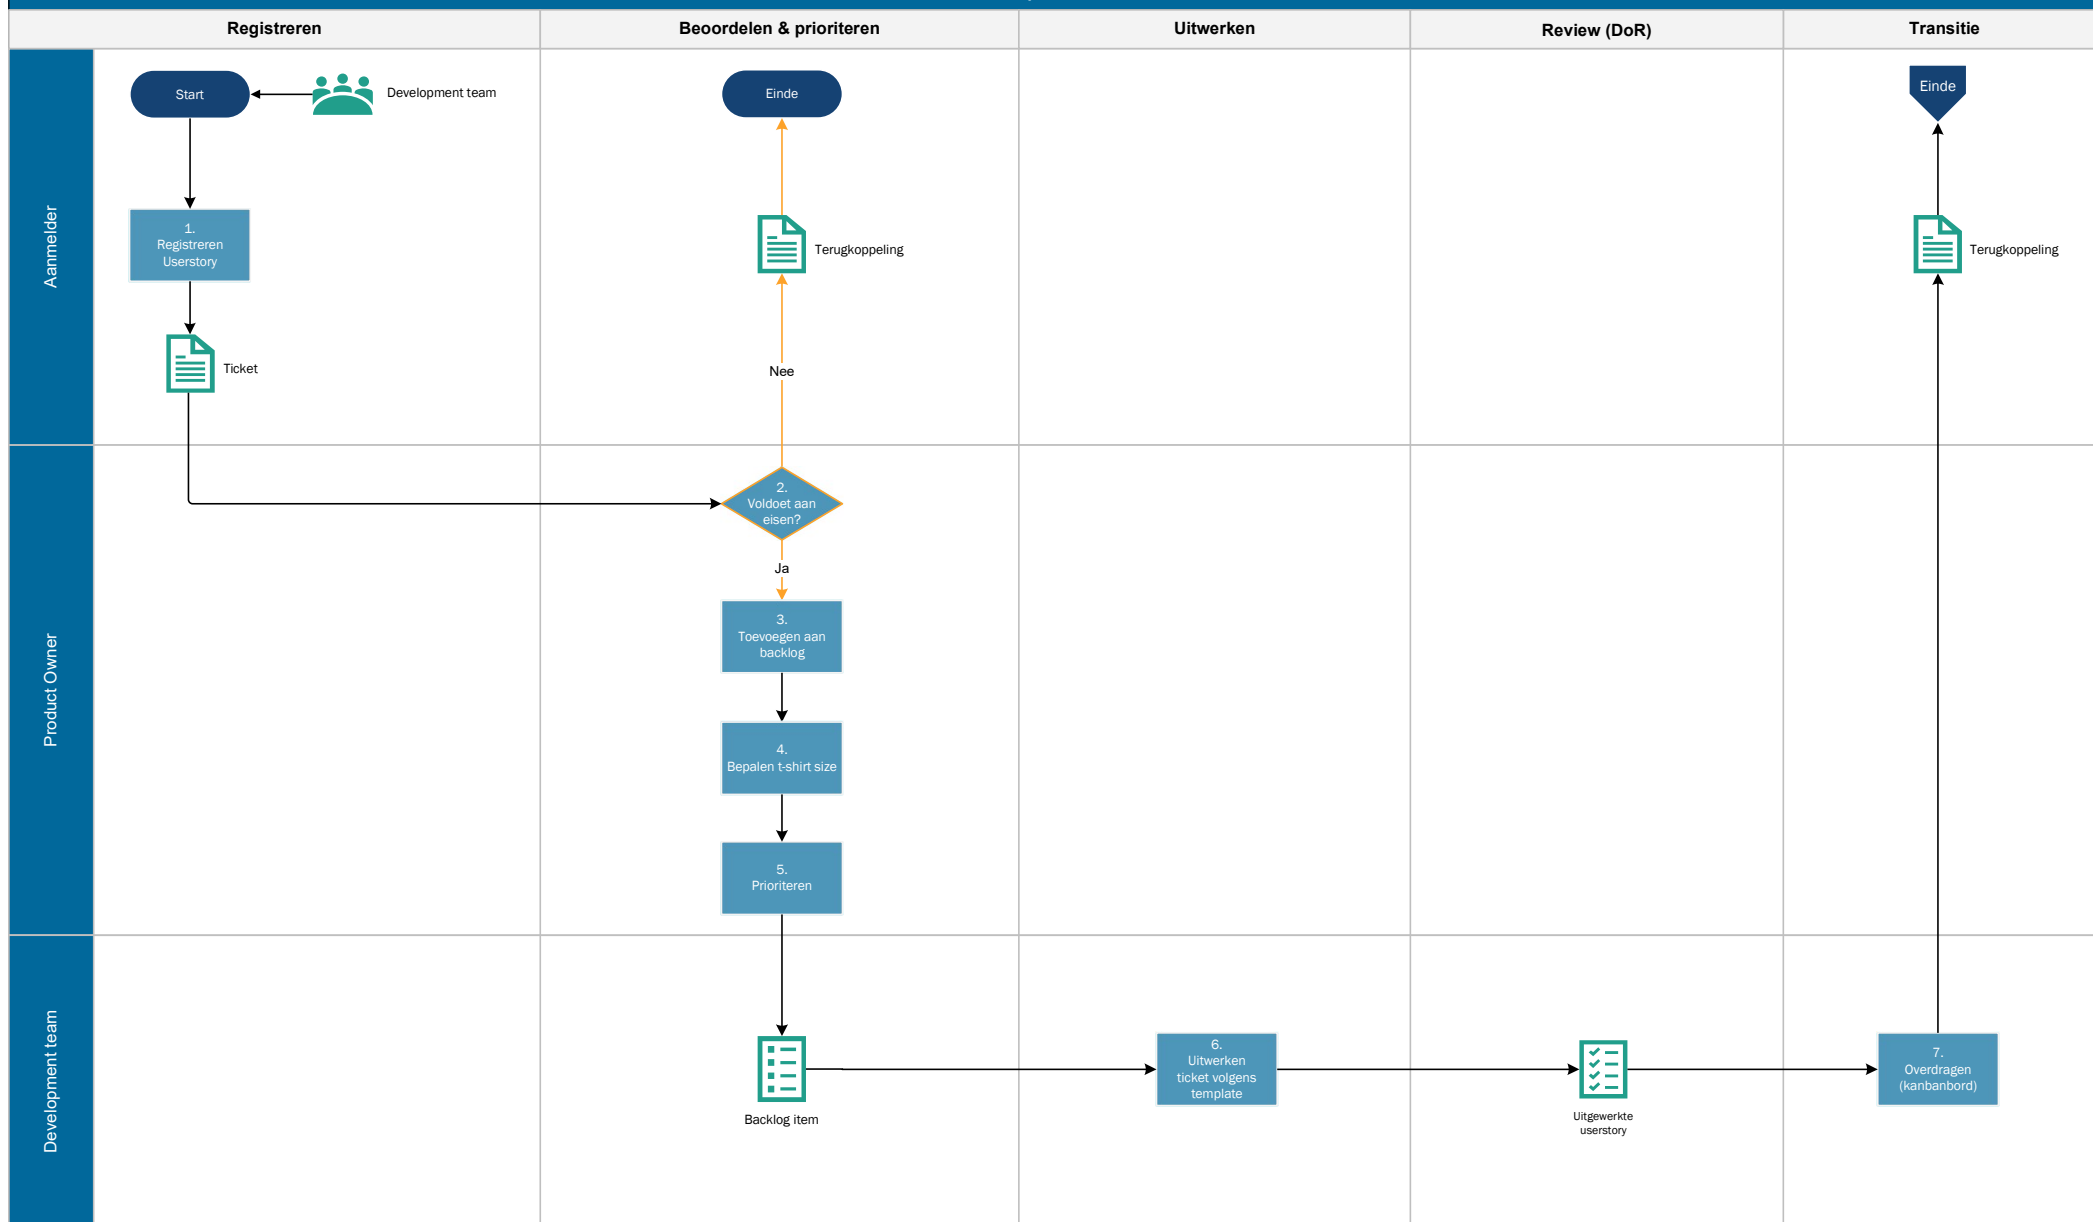 Registreren
Beoordelen & prioriteren
Uitwerken
Review (DoR)
Transitie
Aanmelder
Start
Development team
Einde
Einde
1.
Registreren
Userstory
Terugkoppeling
Terugkoppeling
Ticket
Nee
Product Owner
2.
Voldoet aan
eisen?
Ja
3.
Toevoegen aan
backlog
4.
Bepalen t-shirt size
5.
Prioriteren
Development team
Backlog item
6.
Uitwerken
ticket volgens
template
Uitgewerkte
userstory
7.
Overdragen
(kanbanbord)